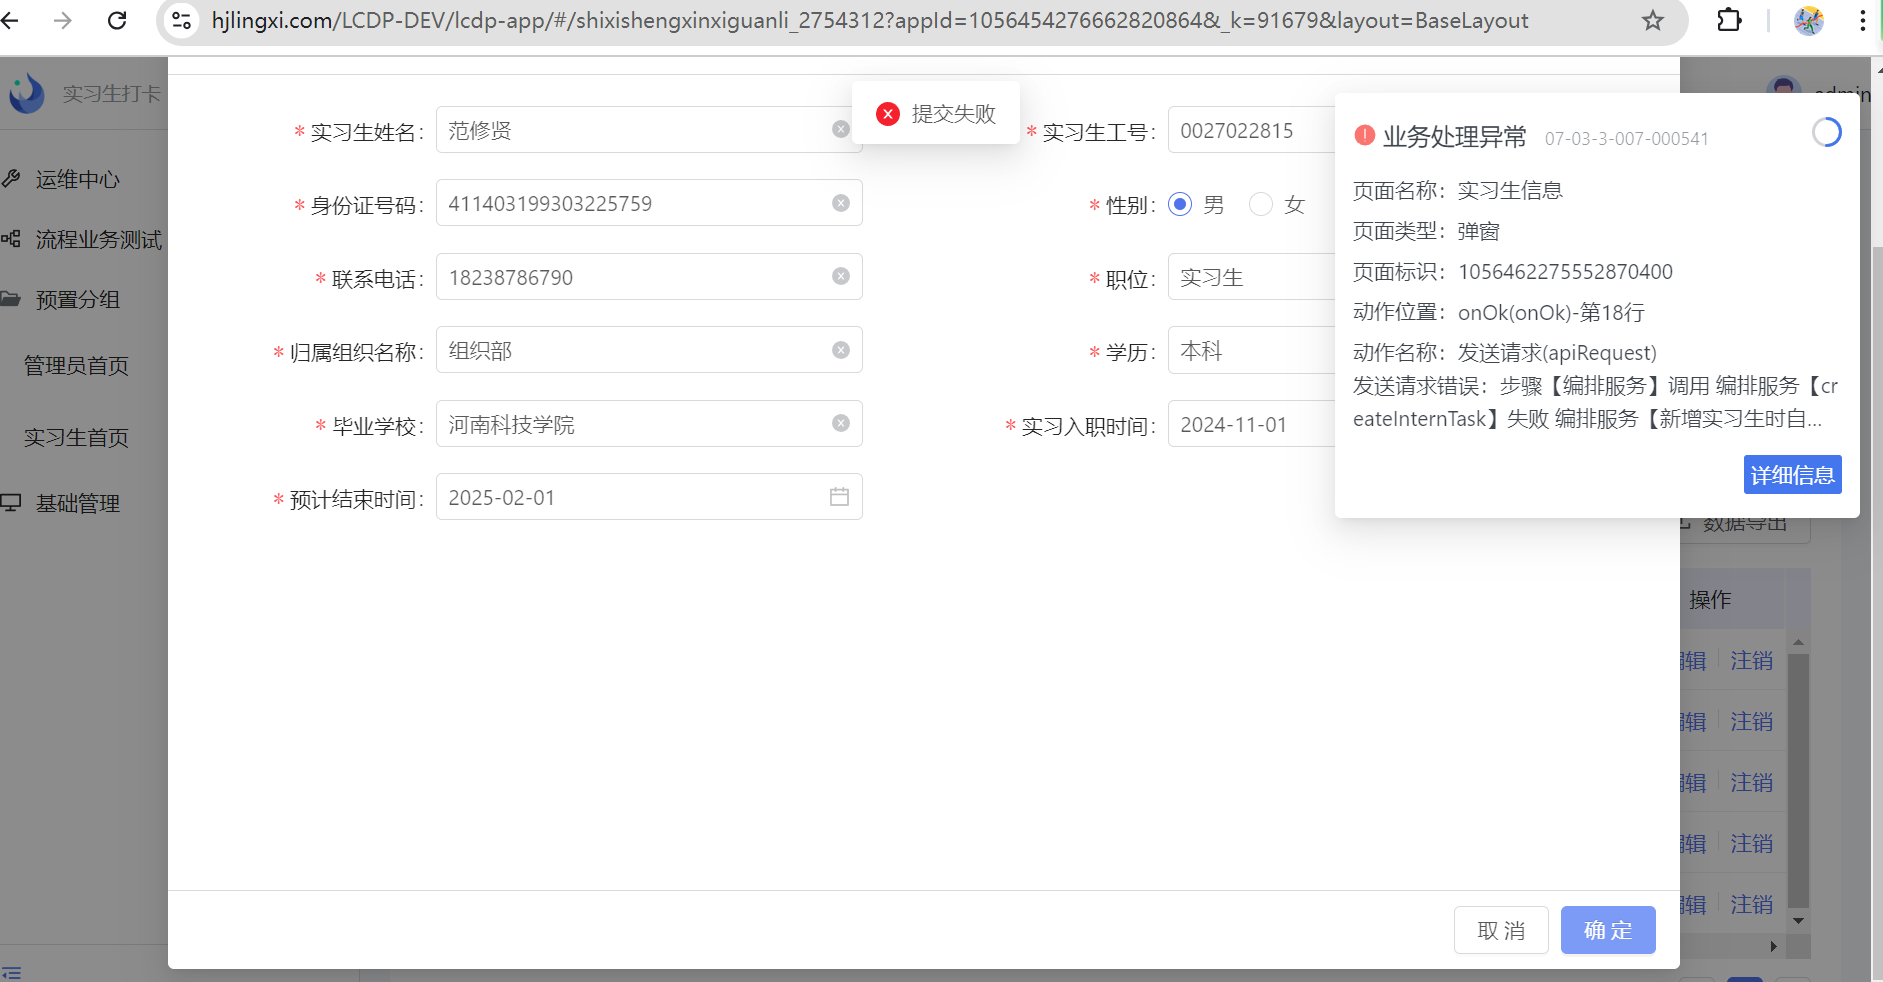 hjlingxi.com/LCDP-DEV/lcdp-app/#/shixishengxinxiguanli_2754312?appId=1056454276662820864&_k=91679&layout=BaseLayout
实习生打卡
admin
提交失败
* 实习生姓名: 范修贤
* 实习生工号: 0027022815
* 身份证号码: 411403199303225759
* 性别: 男 女
* 联系电话: 18238786790
* 职位: 实习生
* 归属组织名称: 组织部
* 学历: 本科
* 毕业学校: 河南科技学院
* 实习入职时间: 2024-11-01
* 预计结束时间: 2025-02-01
业务处理异常 07-03-3-007-000541
页面名称：实习生信息
页面类型：弹窗
页面标识：1056462275552870400
动作位置：onOk(onOk)-第18行
动作名称：发送请求(apiRequest)
发送请求错误：步骤【编排服务】调用 编排服务【cr
eateInternTask】失败 编排服务【新增实习生时自...
详细信息
运维中心
流程业务测试
预置分组
管理员首页
实习生首页
基础管理
数据导出
操作
辑 注销
辑 注销
辑 注销
辑 注销
辑 注销
取 消
确 定